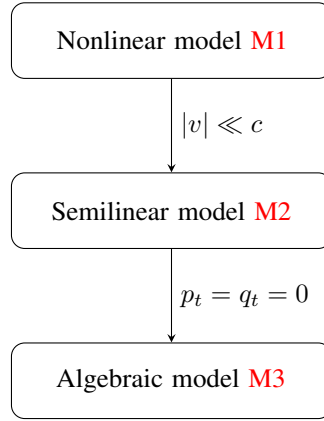 Nonlinear model M1
|v| ≪ c
Semilinear model M2
p_t = q_t = 0
Algebraic model M3